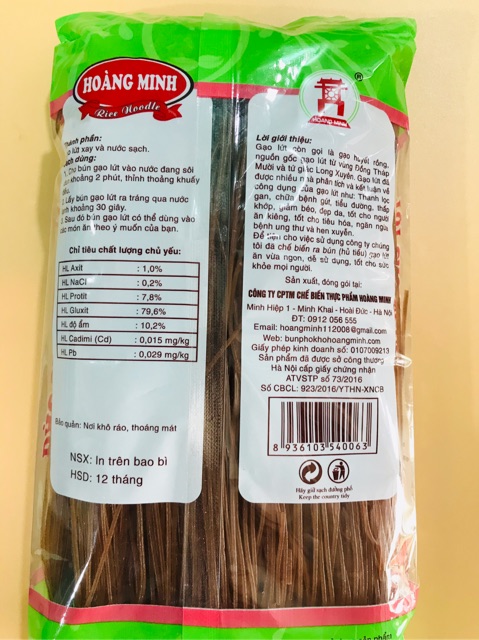 HOÀNG MINH
Rice Noodle
Thành phần:
Gạo lứt xay và nước sạch.
Cách dùng:
1. Cho bún gạo lứt vào nước đang sôi
khoảng 2 phút, thỉnh thoảng khuấy
2. Lấy bún gạo lứt ra tráng qua nước
lạnh khoảng 30 giây.
3. Sau đó bún gạo lứt có thể dùng vào
các món ăn theo ý muốn của bạn.
Chỉ tiêu chất lượng chủ yếu:
HL Axit : 1,0%
HL NaCl : 0,2%
HL Protit : 7,8%
HL Gluxit : 79,6%
HL độ ẩm : 10,2%
HL Cadimi (Cd) : 0,015 mg/kg
HL Pb : 0,029 mg/kg
Bảo quản: Nơi khô ráo, thoáng mát
NSX: In trên bao bì
HSD: 12 tháng
®
HOÀNG MINH
Lời giới thiệu:
Gạo lứt còn gọi là gạo huyết rồng,
nguồn gốc gạo lứt từ vùng Đồng Tháp
Mười và tứ giác Long Xuyên. Gạo lứt đã
được nhiều nhà phân tích và kết luận về
công dụng của gạo lứt như: Thanh lọc
gan, chữa bệnh gút, tiểu đường, thấp
khớp, giảm béo, đẹp da, tốt cho người
ăn kiêng, tốt cho tiêu hóa, ngăn ngừa
bệnh ung thư và hen xuyễn.
Để tiện cho việc sử dụng công ty chúng
tôi đã chế biến ra bún (hủ tiếu) gạo lứt
ăn vừa ngon, dễ sử dụng, tốt cho sức
khỏe mọi người.
Sản xuất, đóng gói tại:
CÔNG TY CPTM CHẾ BIẾN THỰC PHẨM HOÀNG MINH
Minh Hiệp 1 - Minh Khai - Hoài Đức - Hà Nội
ĐT: 0912 056 555
Email: hoangminh112008@gmail.com
Web: bunphokhohoangminh.com
Giấy phép kinh doanh số: 0107009213
Sản phẩm đã được sở công thương
Hà Nội cấp giấy chứng nhận
ATVSTP số 73/2016
Số CBCL: 923/2016/YTHN-XNCB
8 936103 540063
Hãy giữ sạch đường phố
Keep the country tidy